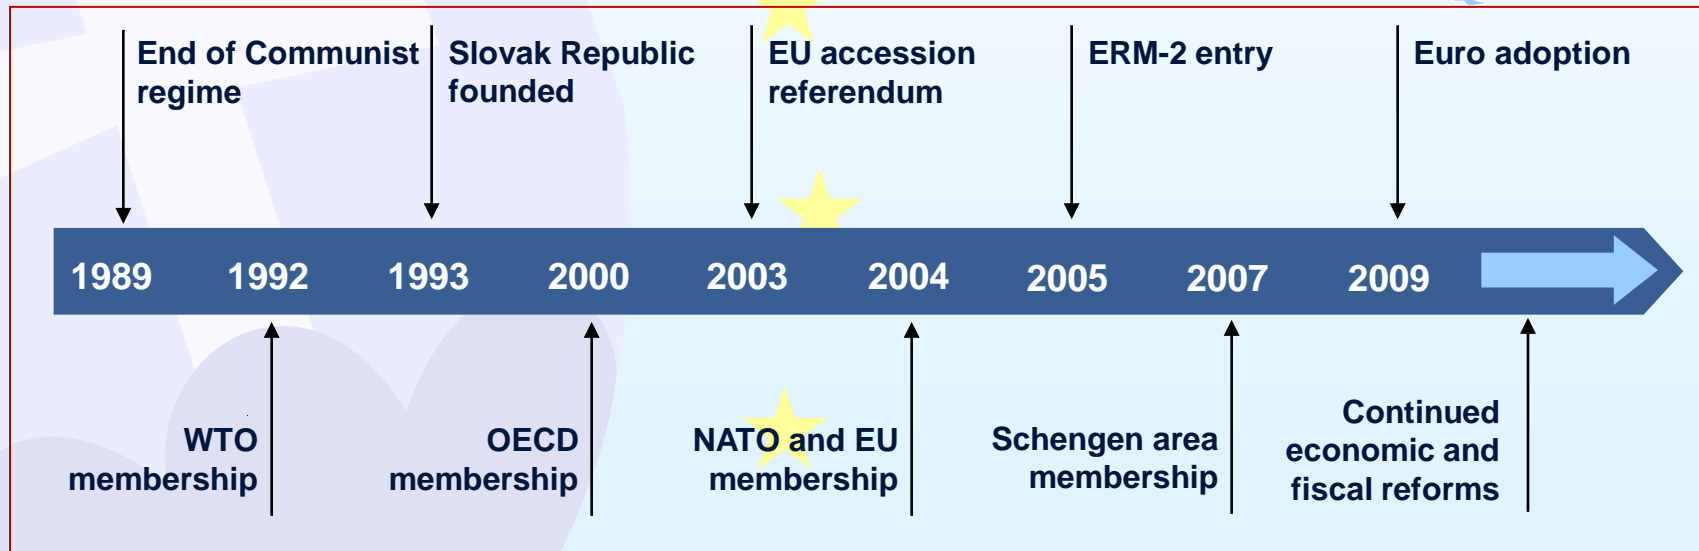 End of Communist
regime
Slovak Republic
founded
EU accession
referendum
ERM-2 entry
Euro adoption
1989 1992 1993 2000 2003 2004 2005 2007 2009
WTO
membership
OECD
membership
NATO and EU
membership
Schengen area
membership
Continued
economic and
fiscal reforms